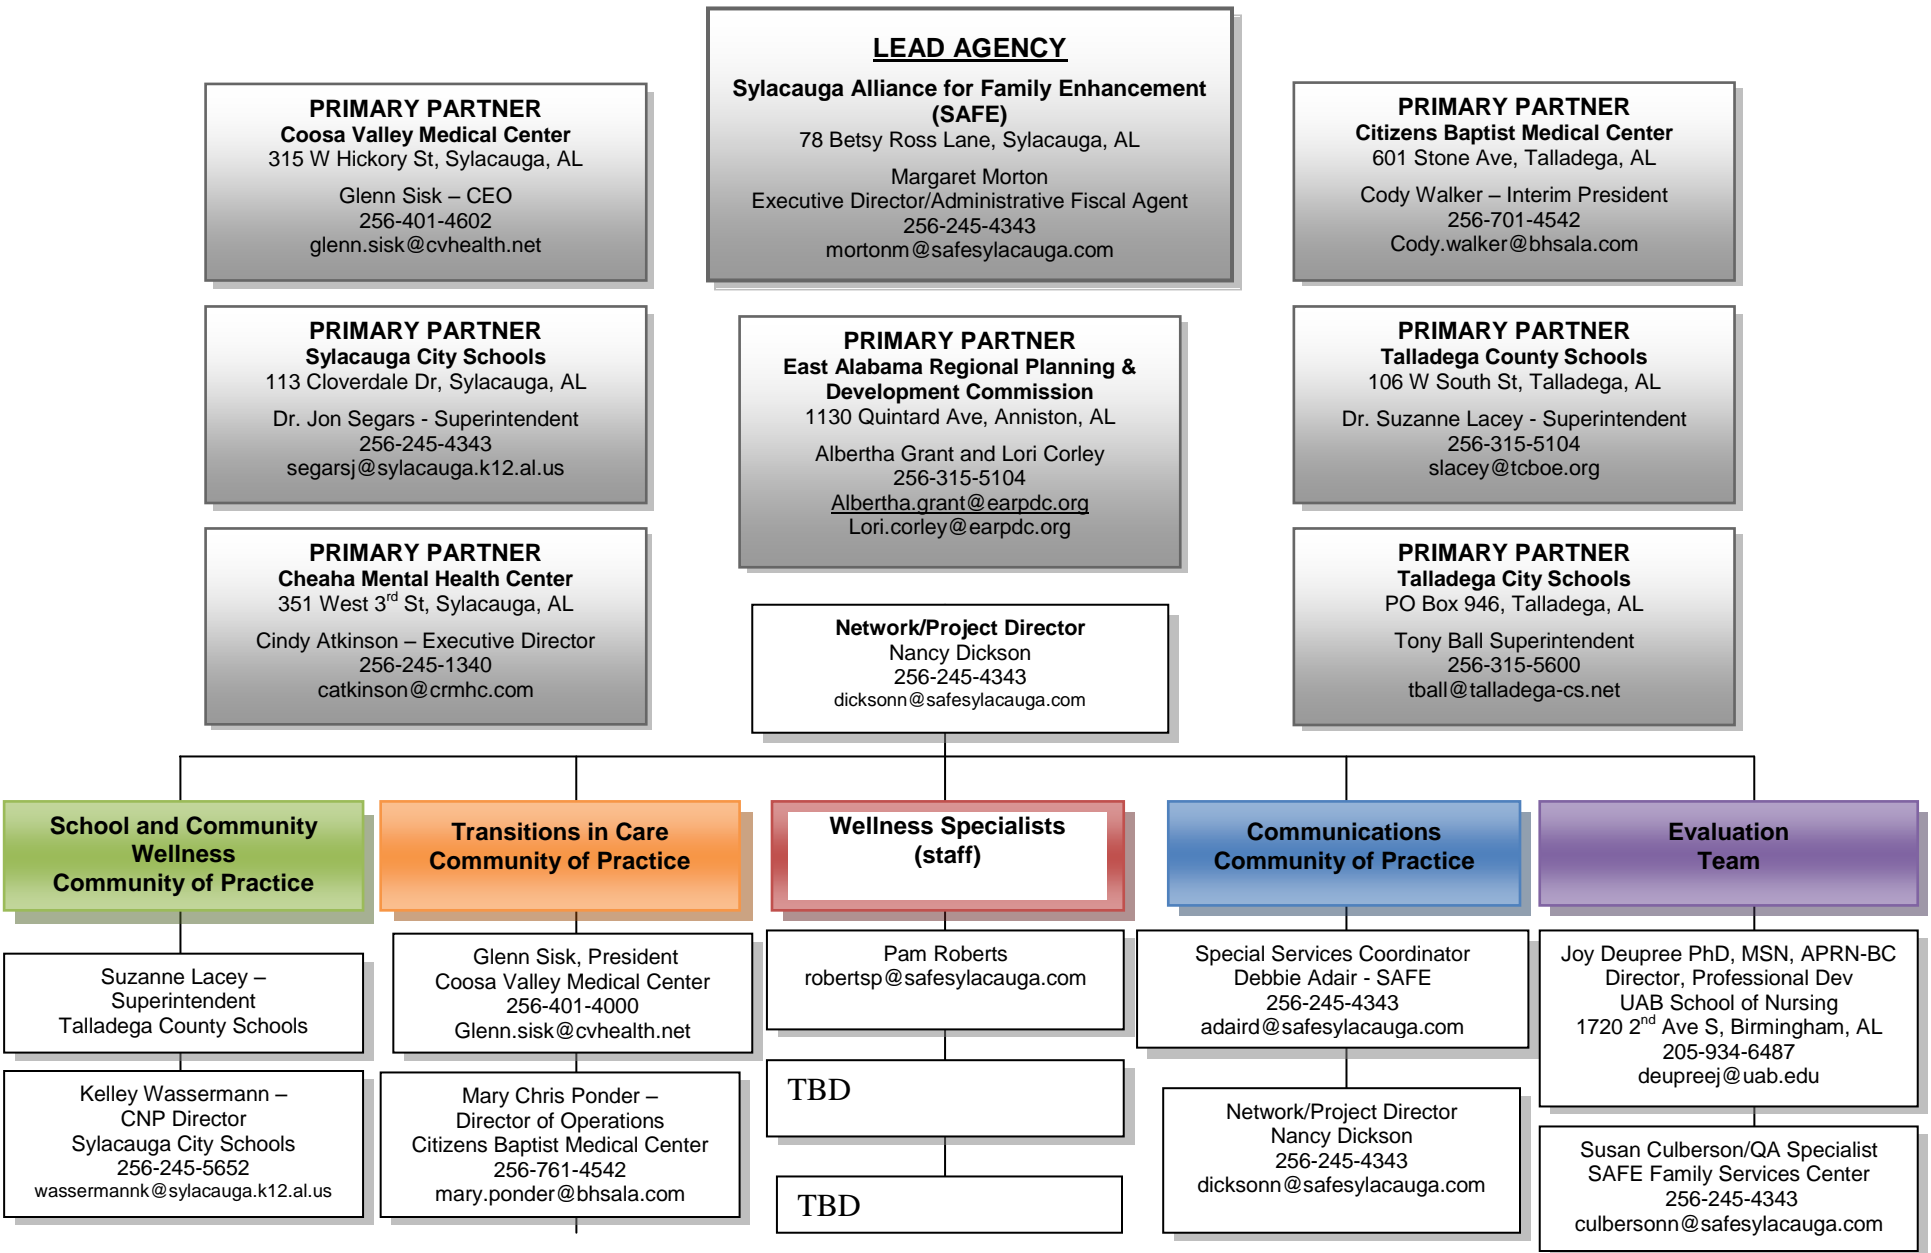 LEAD AGENCY
Sylacauga Alliance for Family Enhancement
(SAFE)
78 Betsy Ross Lane, Sylacauga, AL
Margaret Morton
Executive Director/Administrative Fiscal Agent
256-245-4343
mortonm@safesylacauga.com
PRIMARY PARTNER
Coosa Valley Medical Center
315 W Hickory St, Sylacauga, AL
Glenn Sisk – CEO
256-401-4602
glenn.sisk@cvhealth.net
PRIMARY PARTNER
Citizens Baptist Medical Center
601 Stone Ave, Talladega, AL
Cody Walker – Interim President
256-701-4542
Cody.walker@bhsala.com
PRIMARY PARTNER
Sylacauga City Schools
113 Cloverdale Dr, Sylacauga, AL
Dr. Jon Segars - Superintendent
256-245-4343
segarsj@sylacauga.k12.al.us
PRIMARY PARTNER
East Alabama Regional Planning &
Development Commission
1130 Quintard Ave, Anniston, AL
Albertha Grant and Lori Corley
256-315-5104
Albertha.grant@earpdc.org
Lori.corley@earpdc.org
PRIMARY PARTNER
Talladega County Schools
106 W South St, Talladega, AL
Dr. Suzanne Lacey - Superintendent
256-315-5104
slacey@tcboe.org
PRIMARY PARTNER
Cheaha Mental Health Center
351 West 3rd St, Sylacauga, AL
Cindy Atkinson – Executive Director
256-245-1340
catkinson@crmhc.com
PRIMARY PARTNER
Talladega City Schools
PO Box 946, Talladega, AL
Tony Ball Superintendent
256-315-5600
tball@talladega-cs.net
Network/Project Director
Nancy Dickson
256-245-4343
dicksonn@safesylacauga.com
School and Community
Wellness
Community of Practice
Suzanne Lacey –
Superintendent
Talladega County Schools
Kelley Wassermann –
CNP Director
Sylacauga City Schools
256-245-5652
wassermannk@sylacauga.k12.al.us
Transitions in Care
Community of Practice
Glenn Sisk, President
Coosa Valley Medical Center
256-401-4000
Glenn.sisk@cvhealth.net
Mary Chris Ponder –
Director of Operations
Citizens Baptist Medical Center
256-761-4542
mary.ponder@bhsala.com
Wellness Specialists
(staff)
Pam Roberts
robertsp@safesylacauga.com
TBD
TBD
Communications
Community of Practice
Special Services Coordinator
Debbie Adair - SAFE
256-245-4343
adaird@safesylacauga.com
Network/Project Director
Nancy Dickson
256-245-4343
dicksonn@safesylacauga.com
Evaluation
Team
Joy Deupree PhD, MSN, APRN-BC
Director, Professional Dev
UAB School of Nursing
1720 2nd Ave S, Birmingham, AL
205-934-6487
deupreej@uab.edu
Susan Culberson/QA Specialist
SAFE Family Services Center
256-245-4343
culbersonn@safesylacauga.com